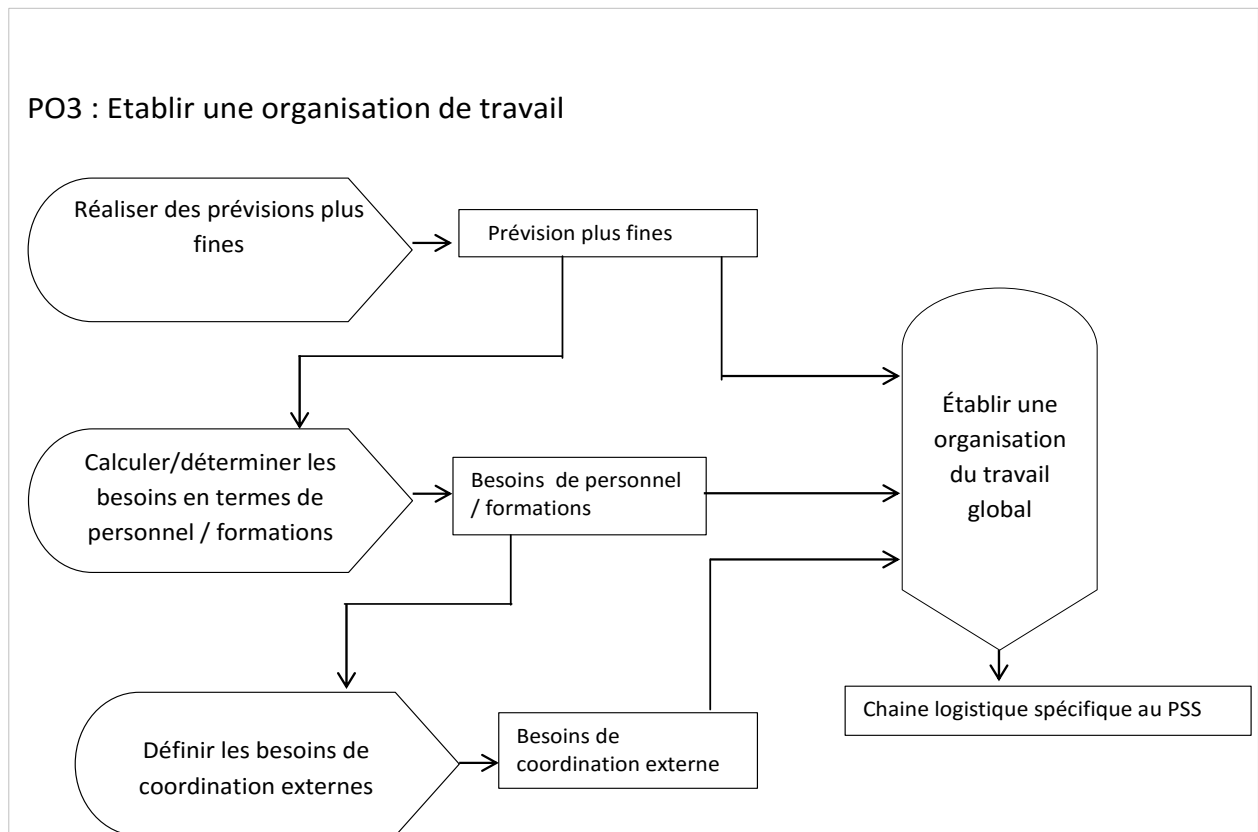 PO3 : Etablir une organisation de travail
Réaliser des prévisions plus
fines
Prévision plus fines
Calculer/déterminer les
besoins en termes de
personnel / formations
Besoins de personnel
/ formations
Établir une
organisation
du travail
global
Chaine logistique spécifique au PSS
Définir les besoins de
coordination externes
Besoins de
coordination externe